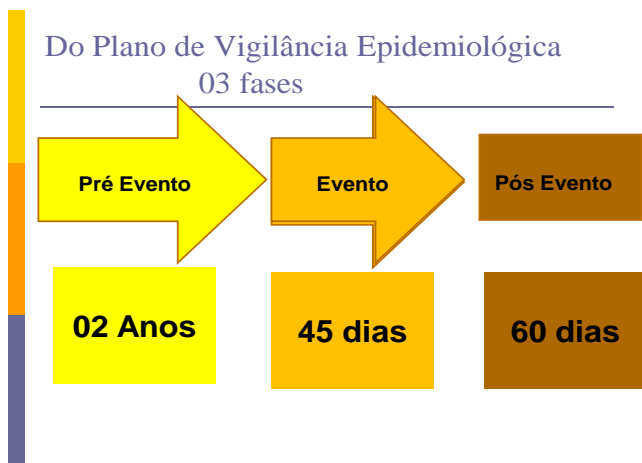 Do Plano de Vigilância Epidemiológica
03 fases
Pré Evento
Evento
Pós Evento
02 Anos
45 dias
60 dias